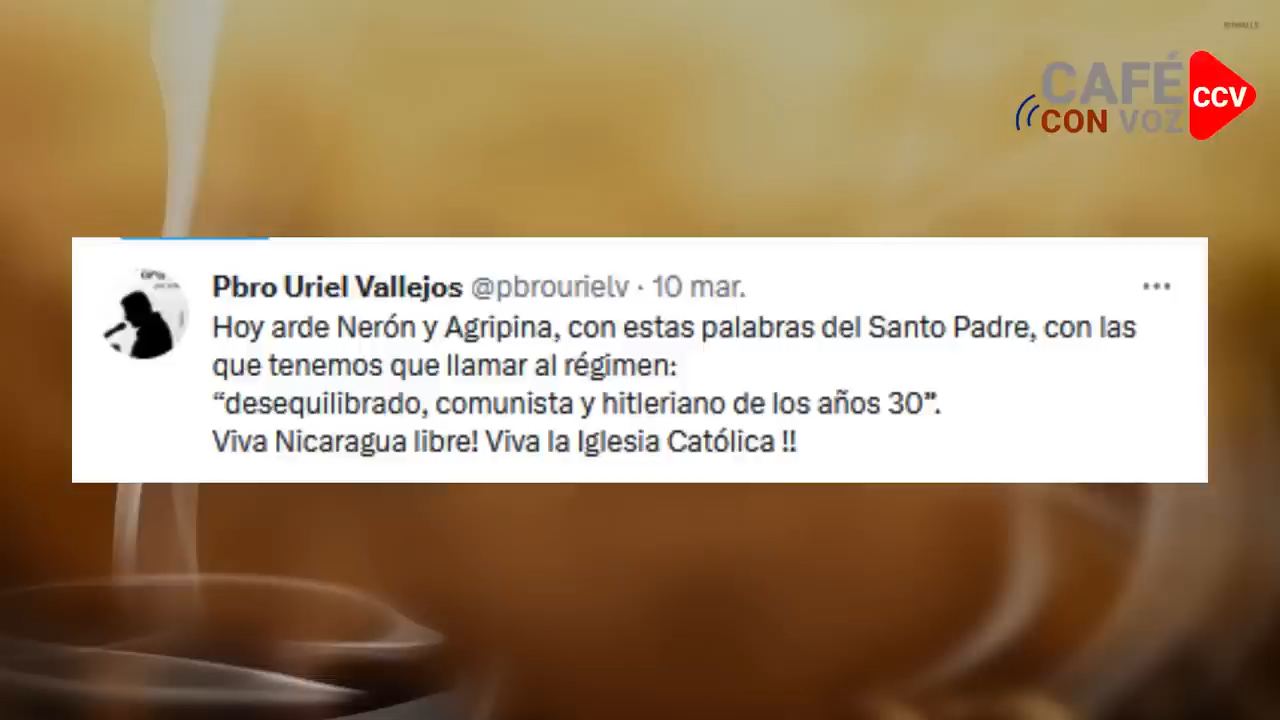 CAFÉ
CON VOZ
CCV
Pbro Uriel Vallejos @pbrourielv · 10 mar.
Hoy arde Nerón y Agripina, con estas palabras del Santo Padre, con las
que tenemos que llamar al régimen:
“desequilibrado, comunista y hitleriano de los años 30”.
Viva Nicaragua libre! Viva la Iglesia Católica !!